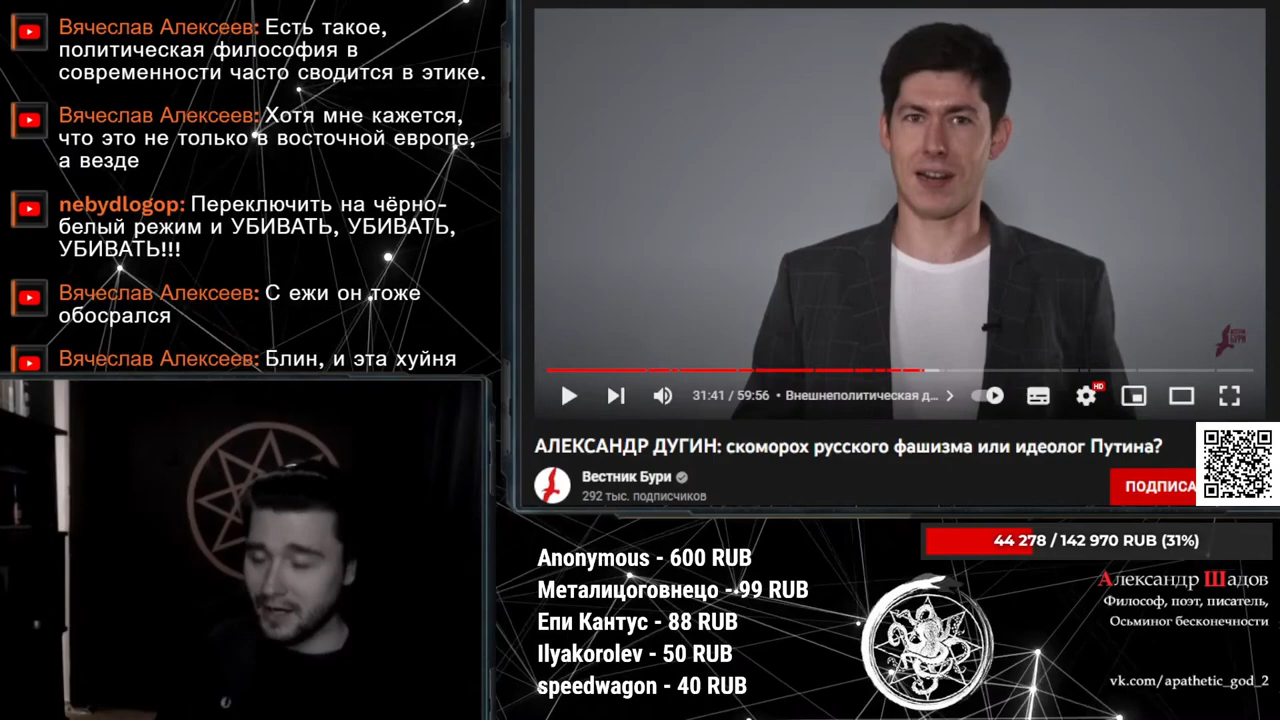 Вячеслав Алексеев: Есть такое,
политическая философия в
современности часто сводится в этике.
Вячеслав Алексеев: Хотя мне кажется,
что это не только в восточной европе,
а везде
nebydlogop: Переключить на чёрно-
белый режим и УБИВАТЬ, УБИВАТЬ,
УБИВАТЬ!!!
Вячеслав Алексеев: С ежи он тоже
обосрался
Вячеслав Алексеев: Блин, и эта хуйня
ВЕСТНИК
БУРИ
31:41 / 59:56 • Внешнеполитическая д...
HD
АЛЕКСАНДР ДУГИН: скоморох русского фашизма или идеолог Путина?
Вестник Бури
292 тыс. подписчиков
ПОДПИСА
44 278 / 142 970 RUB (31%)
Anonymous - 600 RUB
Металицоговнецо - 99 RUB
Епи Кантус - 88 RUB
Ilyakorolev - 50 RUB
speedwagon - 40 RUB
Александр Шадов
Философ, поэт, писатель,
Осьминог бесконечности
vk.com/apathetic_god_2